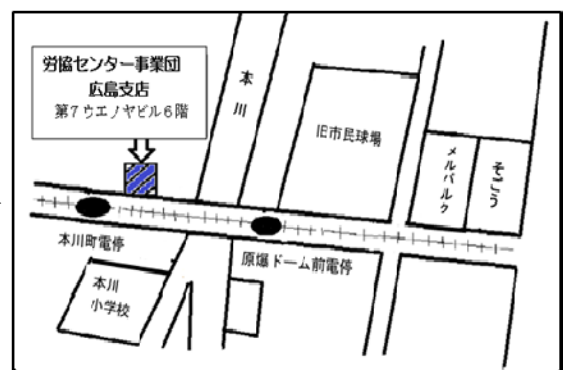 労協センター事業団
広島支店
第7ウエノヤビル6階
本川
旧市民球場
メルパルク
そごう
本川町電停
原爆ドーム前電停
本川
小学校